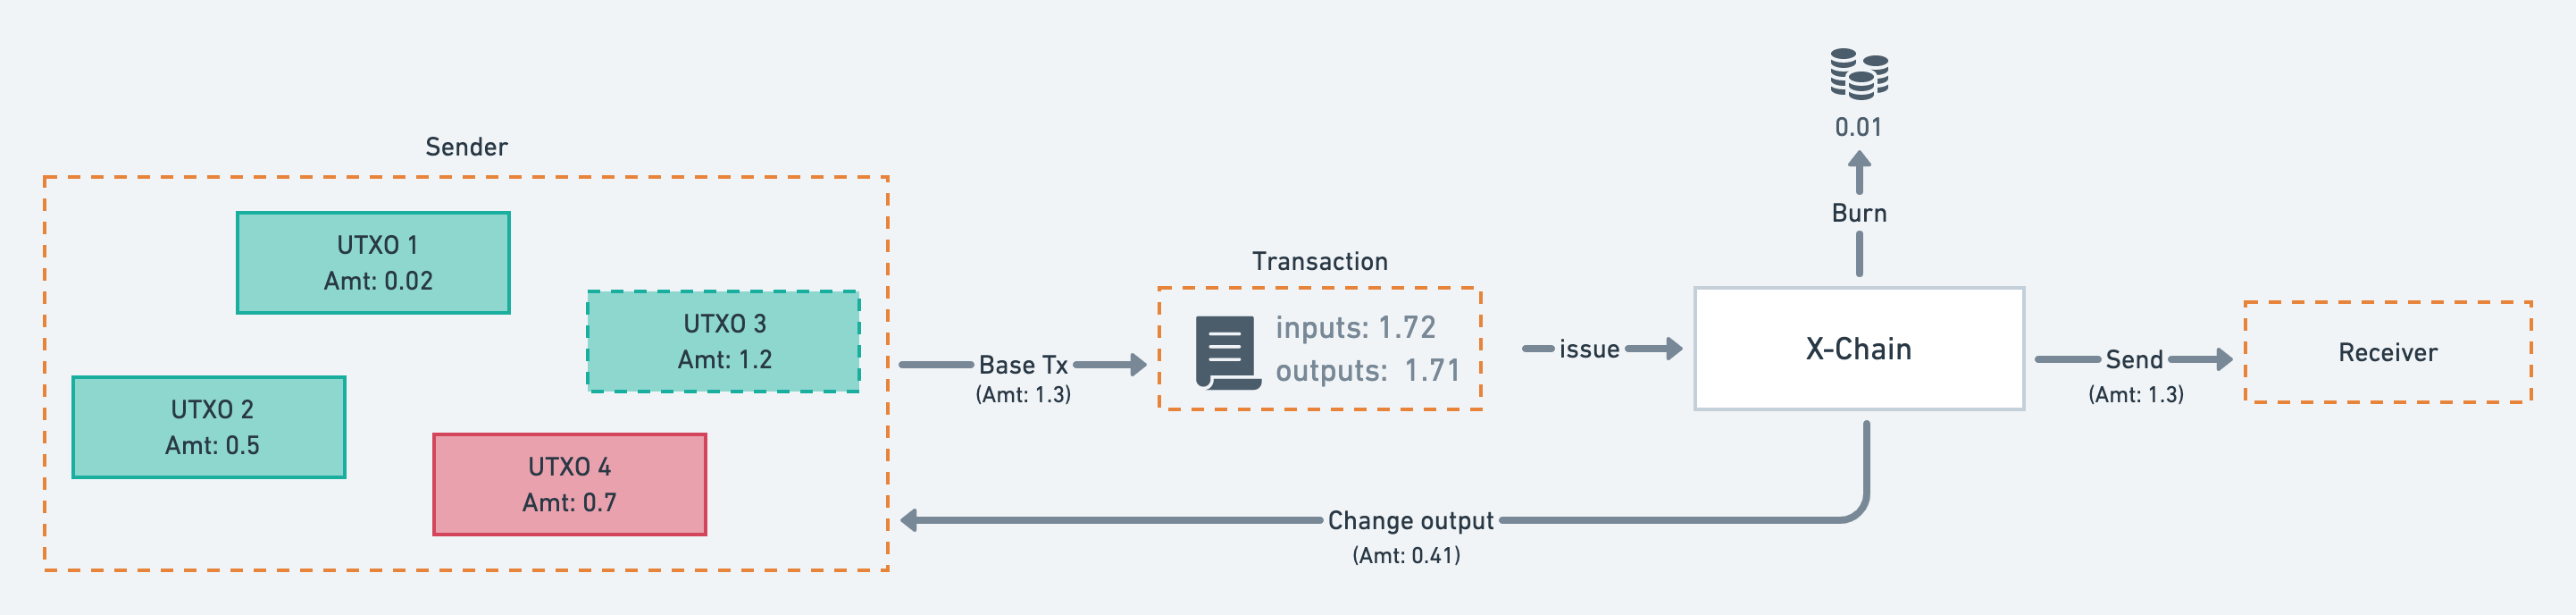 Sender
UTXO 1
Amt: 0.02
UTXO 3
Amt: 1.2
UTXO 2
Amt: 0.5
UTXO 4
Amt: 0.7
Base Tx
(Amt: 1.3)
Transaction
inputs: 1.72
outputs: 1.71
issue
0.01
Burn
X-Chain
Send
(Amt: 1.3)
Receiver
Change output
(Amt: 0.41)